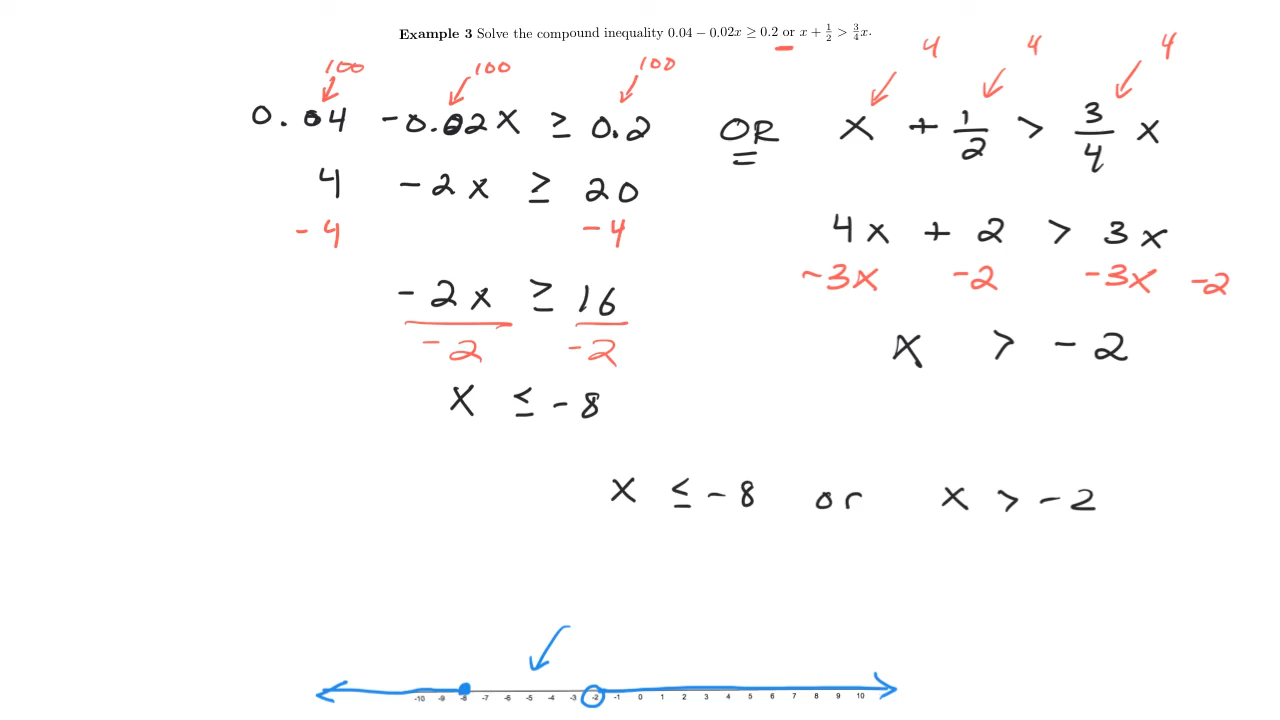 Example 3 Solve the compound inequality 0.04 − 0.02x ≥ 0.2 or x + 1/2 > 3/4 x.
4 4 4
100 100 100
0.04 -0.02x ≥ 0.2 OR x + 1/2 > 3/4 x
4 - 2x ≥ 20
-4 -4
4x + 2 > 3x
-3x -2 -3x -2
-2x ≥ 16
-2 -2
x > -2
x ≤ -8
x ≤ -8 or x > -2
-10 -9 -8 -7 -6 -5 -4 -3 -2 -1 0 1 2 3 4 5 6 7 8 9 10